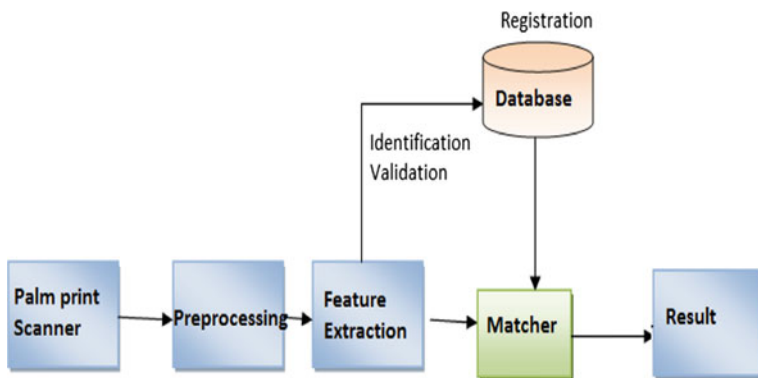 Registration
Database
Identification
Validation
Palm print
Scanner
Preprocessing
Feature
Extraction
Matcher
Result